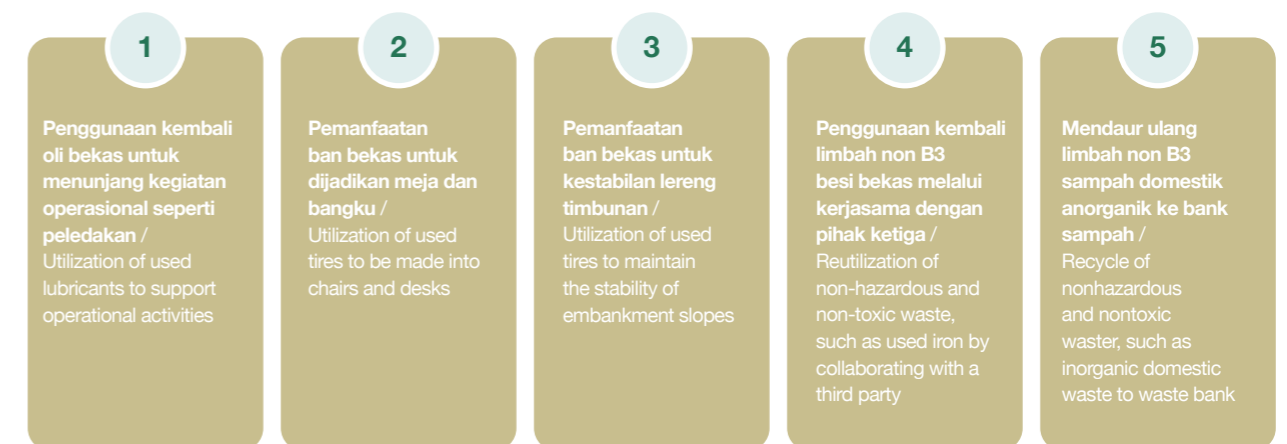 1
Penggunaan kembali
oli bekas untuk
menunjang kegiatan
operasional seperti
peledakan /
Utilization of used
lubricants to support
operational activities
2
Pemanfaatan
ban bekas untuk
dijadikan meja dan
bangku /
Utilization of used
tires to be made into
chairs and desks
3
Pemanfaatan
ban bekas untuk
kestabilan lereng
timbunan /
Utilization of used
tires to maintain
the stability of
embankment slopes
4
Penggunaan kembali
limbah non B3
besi bekas melalui
kerjasama dengan
pihak ketiga /
Reutilization of
non-hazardous and
non-toxic waste,
such as used iron by
collaborating with a
third party
5
Mendaur ulang
limbah non B3
sampah domestik
anorganik ke bank
sampah /
Recycle of
nonhazardous
and nontoxic
waster, such as
inorganic domestic
waste to waste bank